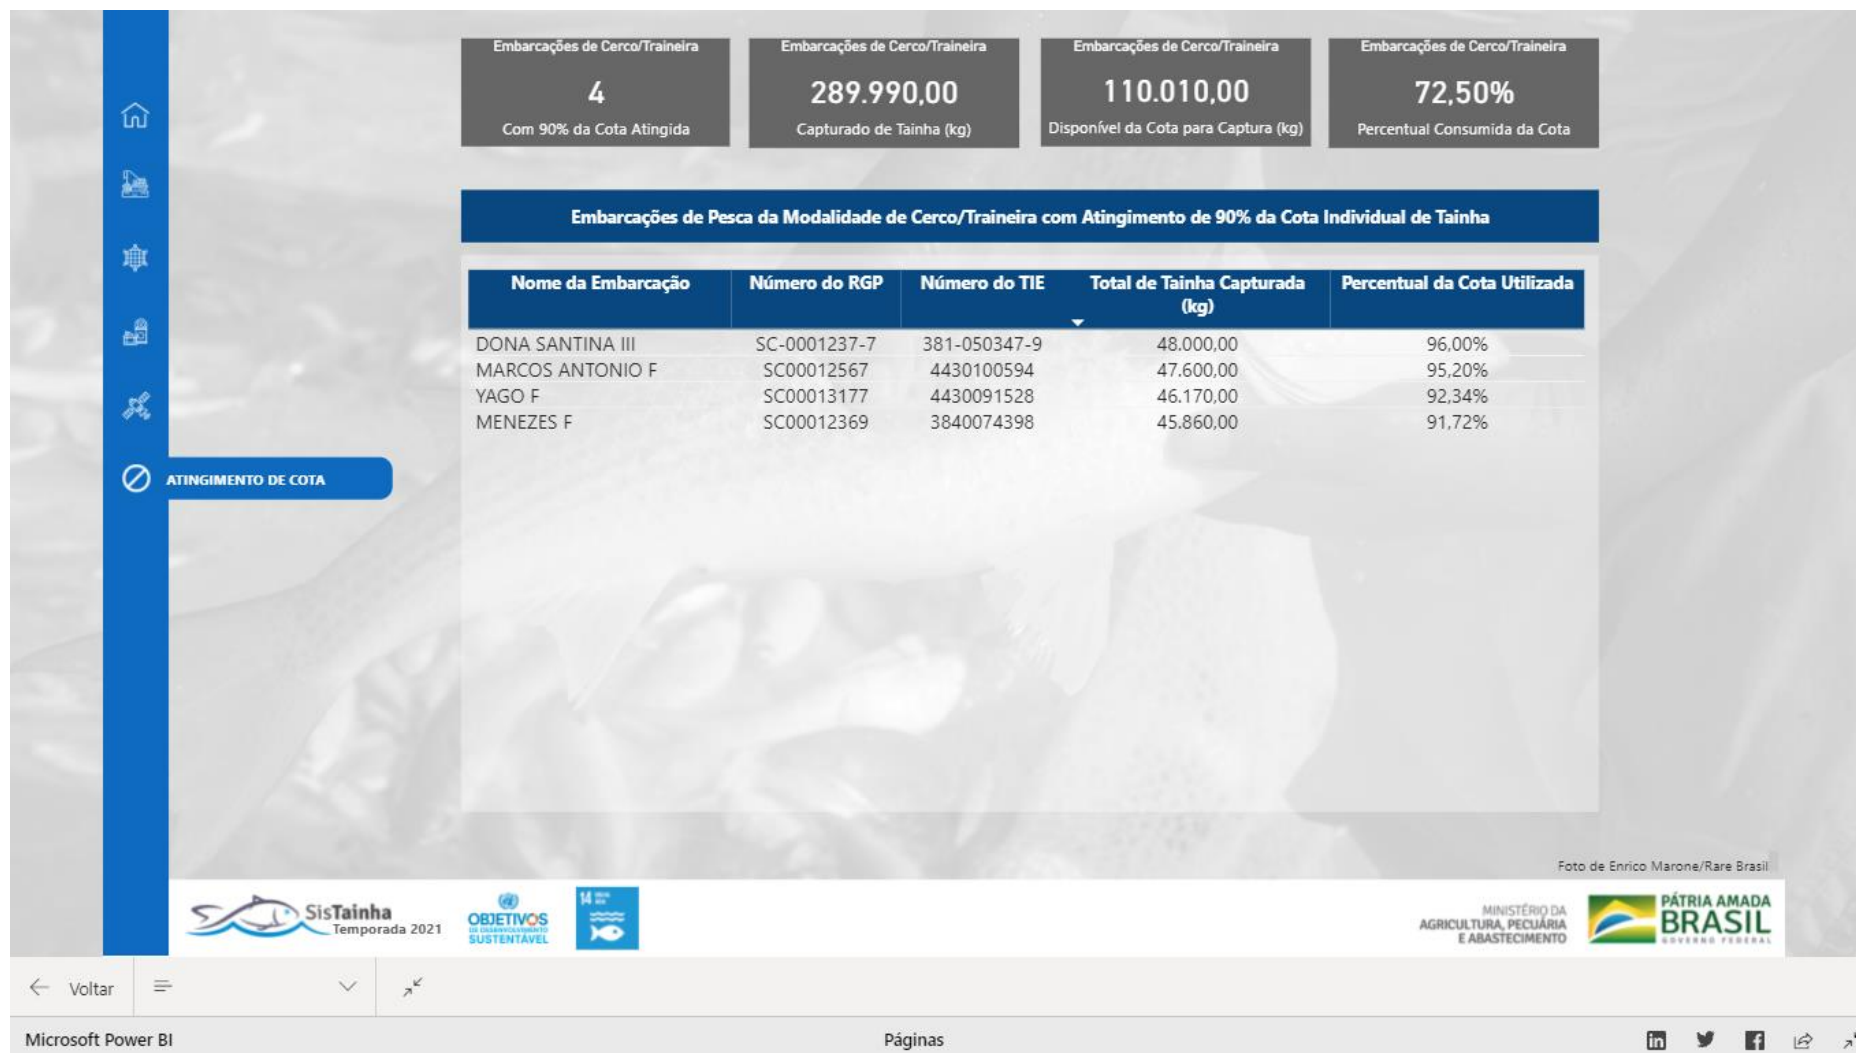 Embarcações de Cerco/Traineira
4
Com 90% da Cota Atingida
Embarcações de Cerco/Traineira
289.990,00
Capturado de Tainha (kg)
Embarcações de Cerco/Traineira
110.010,00
Disponível da Cota para Captura (kg)
Embarcações de Cerco/Traineira
72,50%
Percentual Consumida da Cota
Embarcações de Pesca da Modalidade de Cerco/Traineira com Atingimento de 90% da Cota Individual de Tainha
Nome da Embarcação Número do RGP Número do TIE Total de Tainha Capturada (kg) Percentual da Cota Utilizada
DONA SANTINA III SC-0001237-7 381-050347-9 48.000,00 96,00%
MARCOS ANTONIO F SC00012567 4430100594 47.600,00 95,20%
YAGO F SC00013177 4430091528 46.170,00 92,34%
MENEZES F SC00012369 3840074398 45.860,00 91,72%
ATINGIMENTO DE COTA
Foto de Enrico Marone/Rare Brasil
SisTainha
Temporada 2021
OBJETIVOS
DE DESENVOLVIMENTO
SUSTENTÁVEL
14
MINISTÉRIO DA
AGRICULTURA, PECUÁRIA
E ABASTECIMENTO
PÁTRIA AMADA
BRASIL
GOVERNO FEDERAL
Voltar
Microsoft Power BI
Páginas